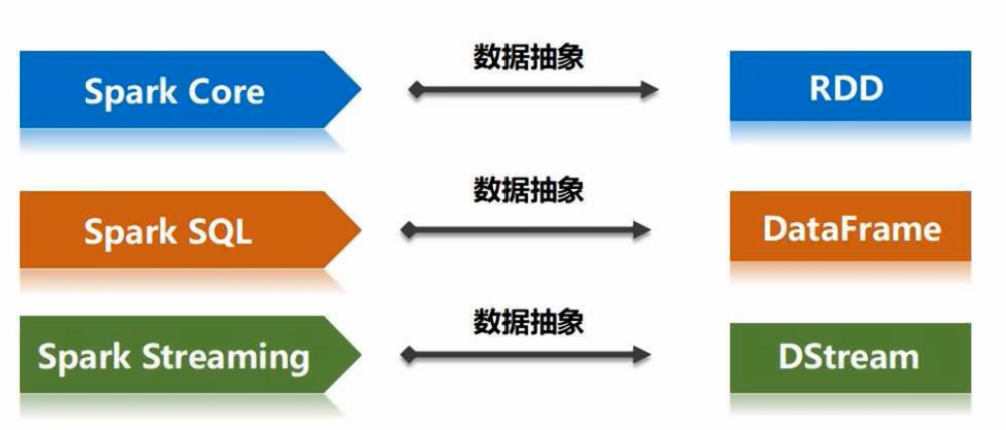 数据抽象
Spark Core
RDD
数据抽象
Spark SQL
DataFrame
数据抽象
Spark Streaming
DStream